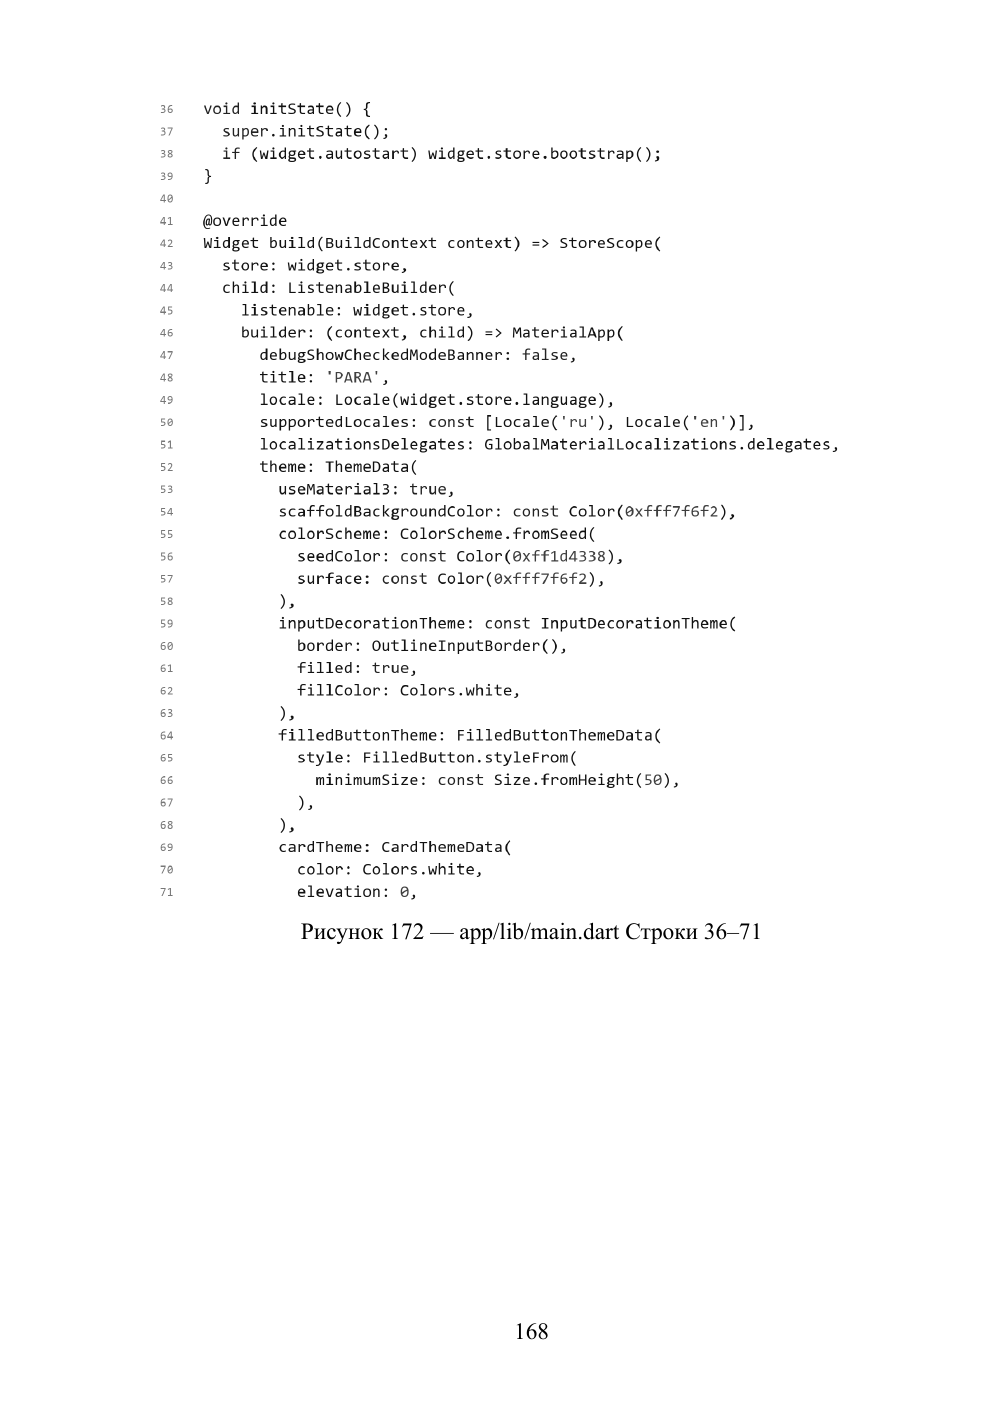 36 void initState() {
37 super.initState();
38 if (widget.autostart) widget.store.bootstrap();
39 }
40
41 @override
42 Widget build(BuildContext context) => StoreScope(
43 store: widget.store,
44 child: ListenableBuilder(
45 listenable: widget.store,
46 builder: (context, child) => MaterialApp(
47 debugShowCheckedModeBanner: false,
48 title: 'PARA',
49 locale: Locale(widget.store.language),
50 supportedLocales: const [Locale('ru'), Locale('en')],
51 localizationsDelegates: GlobalMaterialLocalizations.delegates,
52 theme: ThemeData(
53 useMaterial3: true,
54 scaffoldBackgroundColor: const Color(0xfff7f6f2),
55 colorScheme: ColorScheme.fromSeed(
56 seedColor: const Color(0xff1d4338),
57 surface: const Color(0xfff7f6f2),
58 ),
59 inputDecorationTheme: const InputDecorationTheme(
60 border: OutlineInputBorder(),
61 filled: true,
62 fillColor: Colors.white,
63 ),
64 filledButtonTheme: FilledButtonThemeData(
65 style: FilledButton.styleFrom(
66 minimumSize: const Size.fromHeight(50),
67 ),
68 ),
69 cardTheme: CardThemeData(
70 color: Colors.white,
71 elevation: 0,
Рисунок 172 — app/lib/main.dart Строки 36–71
168